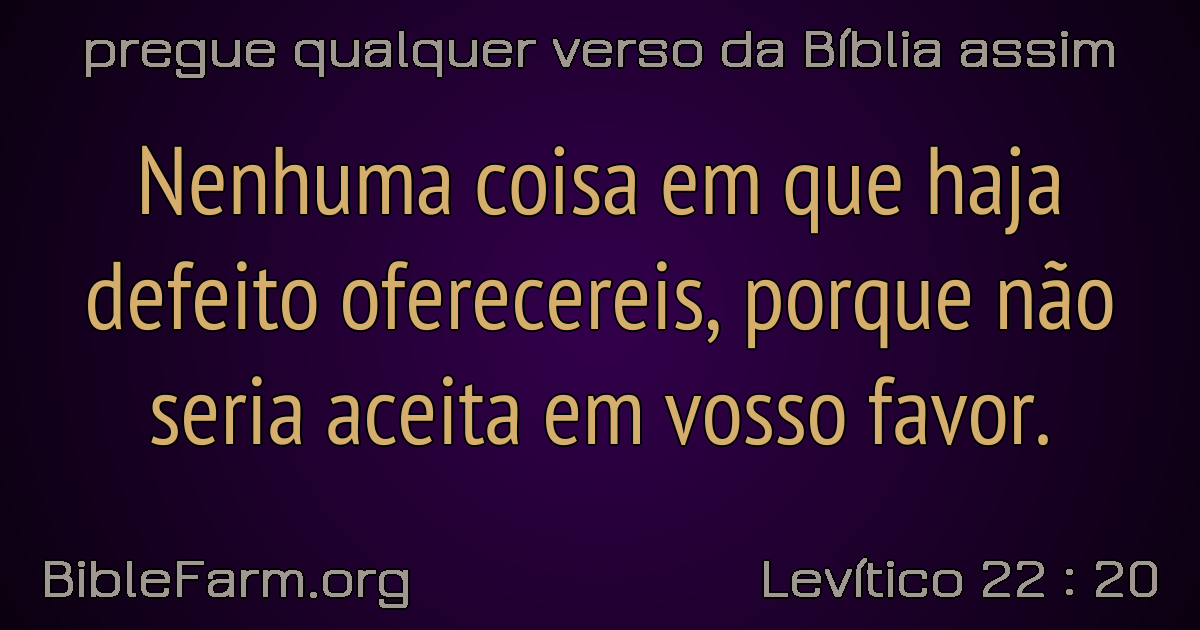 pregue qualquer verso da Bíblia assim
Nenhuma coisa em que haja
defeito oferecereis, porque não
seria aceita em vosso favor.
BibleFarm.org
Levítico 22 : 20